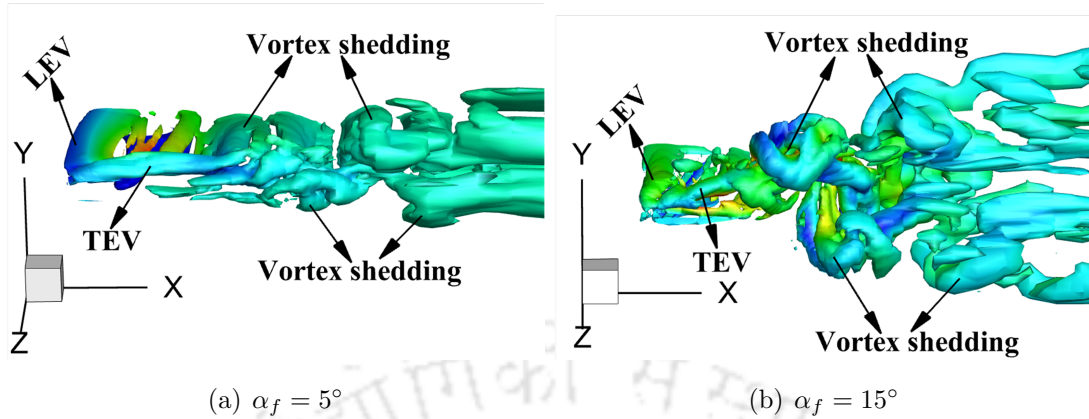 Vortex shedding
LEV
Y
TEV
X
Z
Vortex shedding
(a) α_f = 5°
Vortex shedding
LEV
Y
TEV
X
Z
Vortex shedding
(b) α_f = 15°